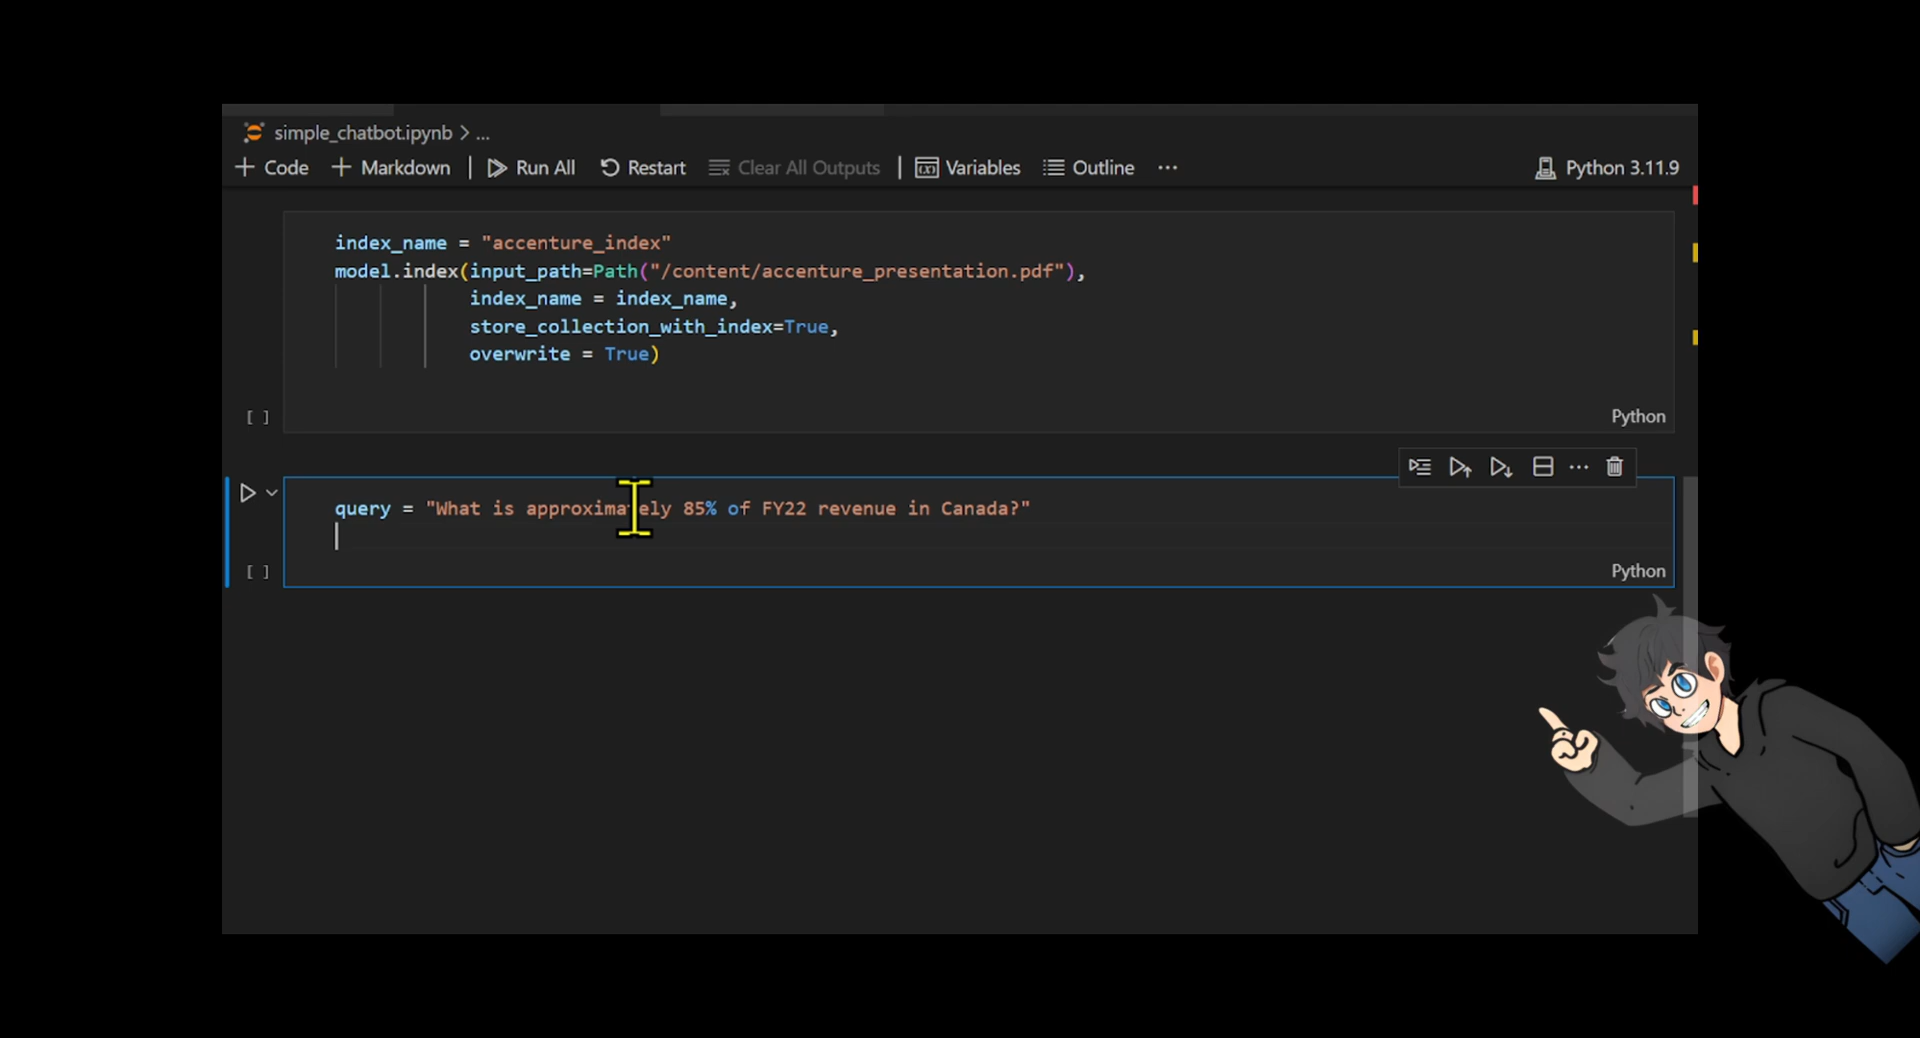 simple_chatbot.ipynb > ...
+ Code + Markdown | Run All Restart Clear All Outputs | Variables Outline ... Python 3.11.9
index_name = "accenture_index"
model.index(input_path=Path("/content/accenture_presentation.pdf"),
index_name = index_name,
store_collection_with_index=True,
overwrite = True)
[ ] Python
query = "What is approximately 85% of FY22 revenue in Canada?"
[ ] Python